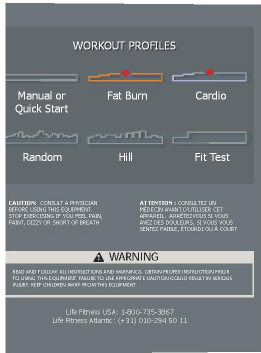 WORKOUT PROFILES
Manual or
Quick Start
Fat Burn
Cardio
Random
Hill
Fit Test
CAUTION: CONSULT A PHYSICIAN
BEFORE USING THIS EQUIPMENT.
STOP EXERCISING IF YOU FEEL PAIN,
FAINT, DIZZY OR SHORT OF BREATH
ATTENTION : CONSULTEZ UN
MÉDECIN AVANT D'UTILISER CET
APPAREIL. ARRÊTEZ-VOUS SI VOUS
AVEZ DES DOULEURS, SI VOUS VOUS
SENTEZ FAIBLE, ÉTOURDI OU À COURT
WARNING
READ AND FOLLOW ALL INSTRUCTIONS AND WARNINGS. OBTAIN PROPER INSTRUCTION PRIOR
TO USING THIS EQUIPMENT. FAILURE TO USE APPROPRIATE CAUTION COULD RESULT IN SERIOUS
INJURY. KEEP CHILDREN AWAY FROM THIS EQUIPMENT.
Life Fitness USA: 1-800-735-3867
Life Fitness Atlantic: (+31) 010-294 50 11